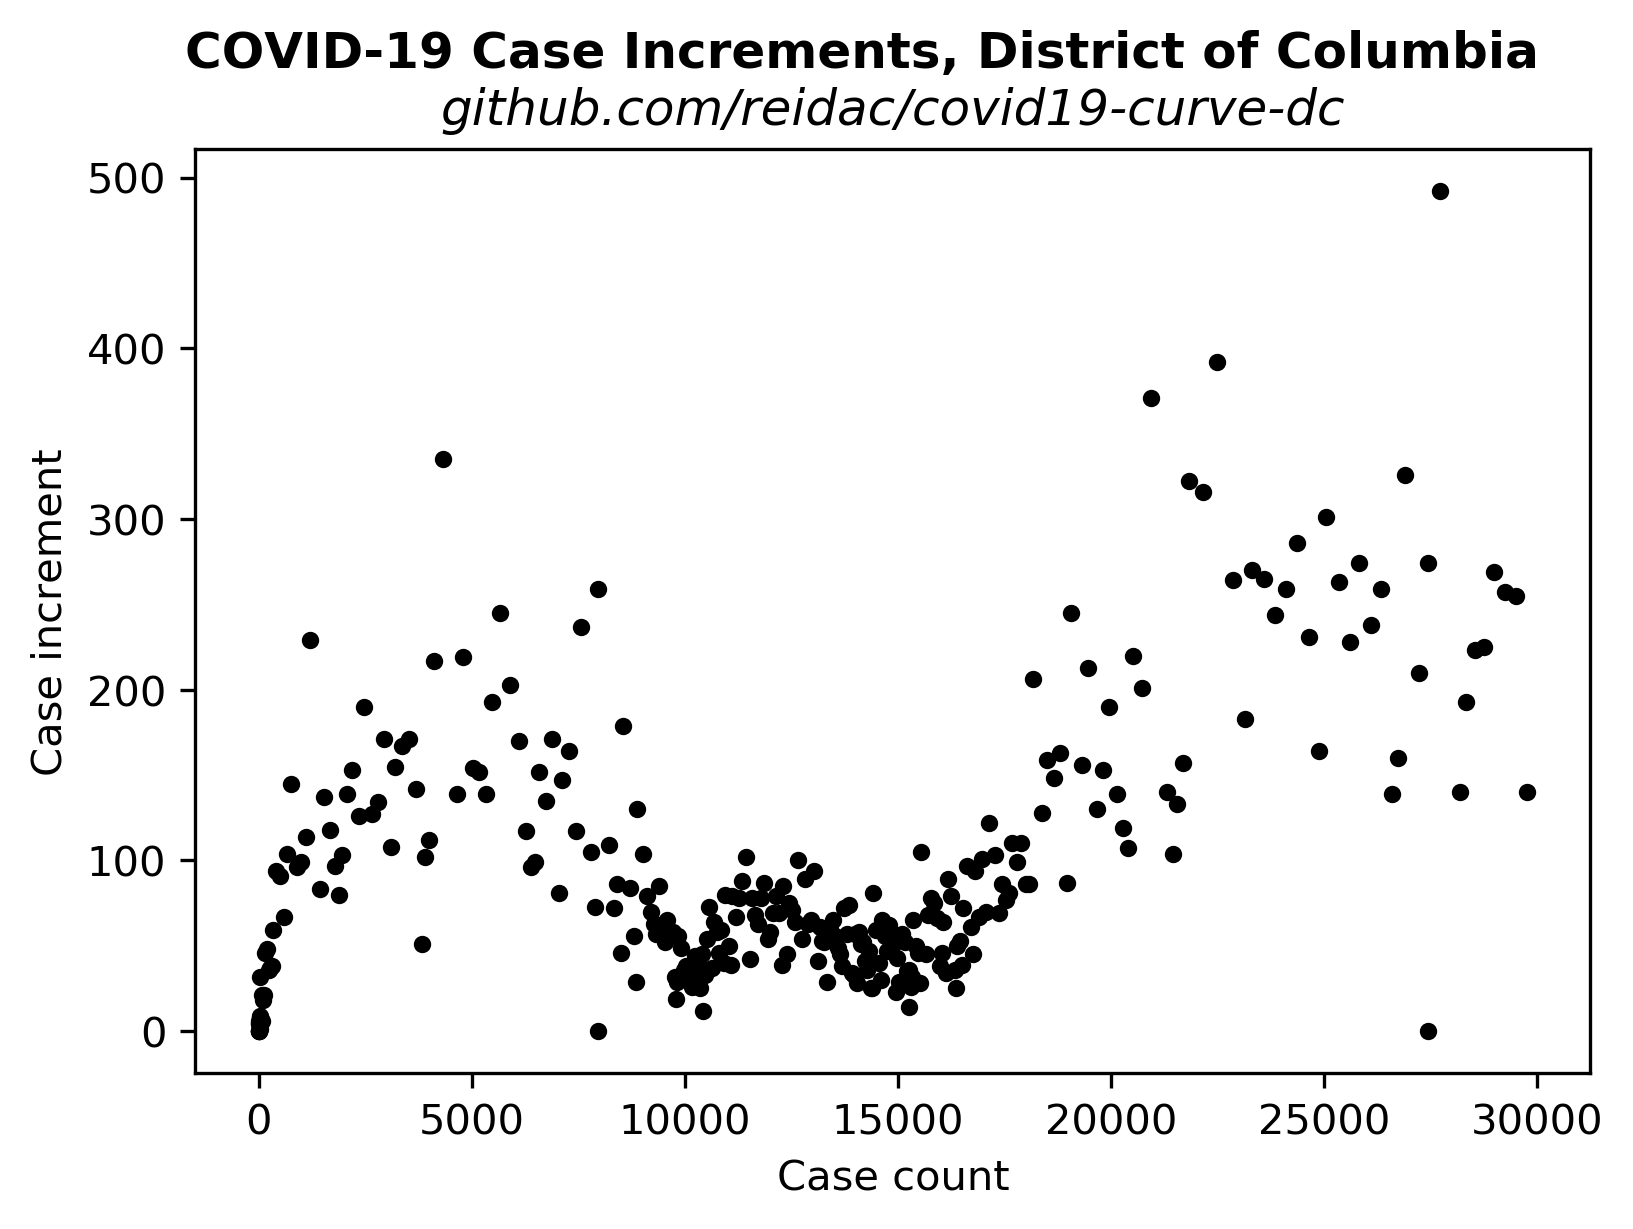 COVID-19 Case Increments, District of Columbia
github.com/reidac/covid19-curve-dc
500
400
300
200
100
0
Case increment
0 5000 10000 15000 20000 25000 30000
Case count